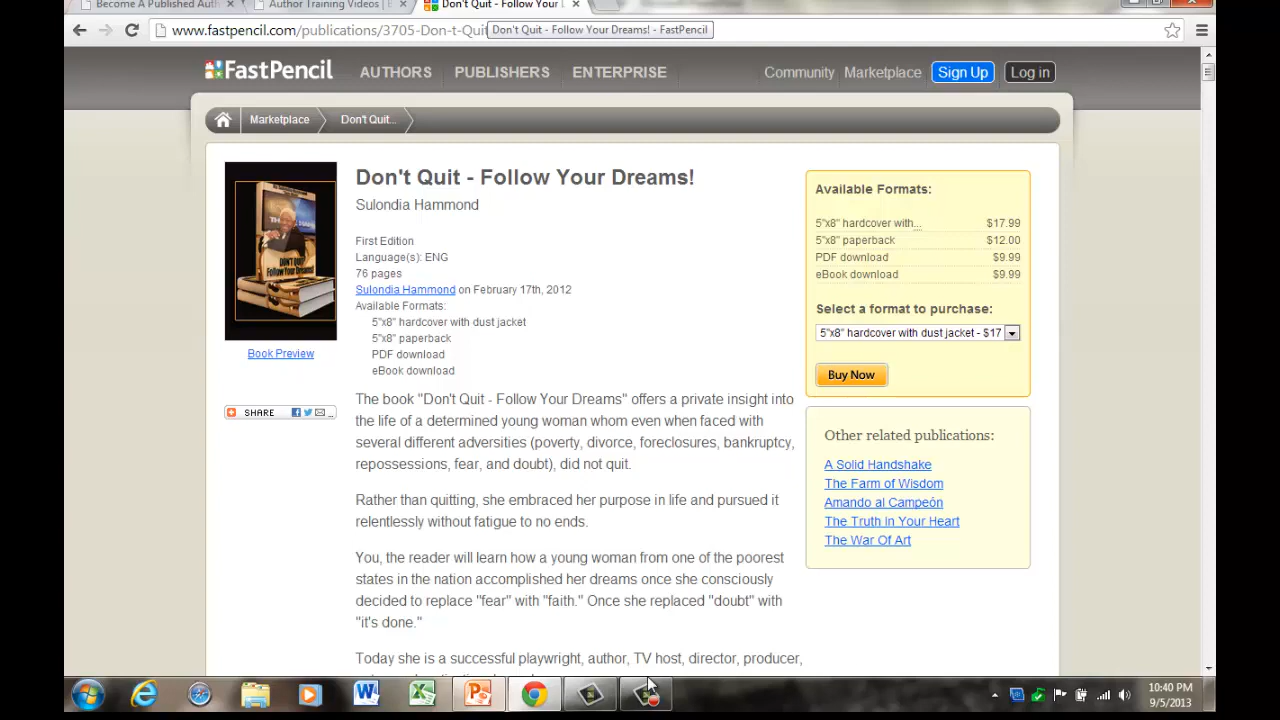 Become A Published Auth
Author Training Videos | E
Don't Quit - Follow Your
www.fastpencil.com/publications/3705-Don-t-Quit
Don't Quit - Follow Your Dreams! - FastPencil
FastPencil
AUTHORS
PUBLISHERS
ENTERPRISE
Community
Marketplace
Sign Up
Log in
Marketplace
Don't Quit...
Don't Quit - Follow Your Dreams!
Sulondia Hammond
First Edition
Language(s): ENG
76 pages
Sulondia Hammond on February 17th, 2012
Available Formats:
5"x8" hardcover with dust jacket
5"x8" paperback
PDF download
eBook download
DON'T QUIT
Follow Your Dreams!
Book Preview
SHARE
The book "Don't Quit - Follow Your Dreams" offers a private insight into
the life of a determined young woman whom even when faced with
several different adversities (poverty, divorce, foreclosures, bankruptcy,
repossessions, fear, and doubt), did not quit.
Rather than quitting, she embraced her purpose in life and pursued it
relentlessly without fatigue to no ends.
You, the reader will learn how a young woman from one of the poorest
states in the nation accomplished her dreams once she consciously
decided to replace "fear" with "faith." Once she replaced "doubt" with
"it's done."
Today she is a successful playwright, author, TV host, director, producer,
Available Formats:
5"x8" hardcover with... $17.99
5"x8" paperback $12.00
PDF download $9.99
eBook download $9.99
Select a format to purchase:
5"x8" hardcover with dust jacket - $17
Buy Now
Other related publications:
A Solid Handshake
The Farm of Wisdom
Amando al Campeón
The Truth in Your Heart
The War Of Art
10:40 PM
9/5/2013